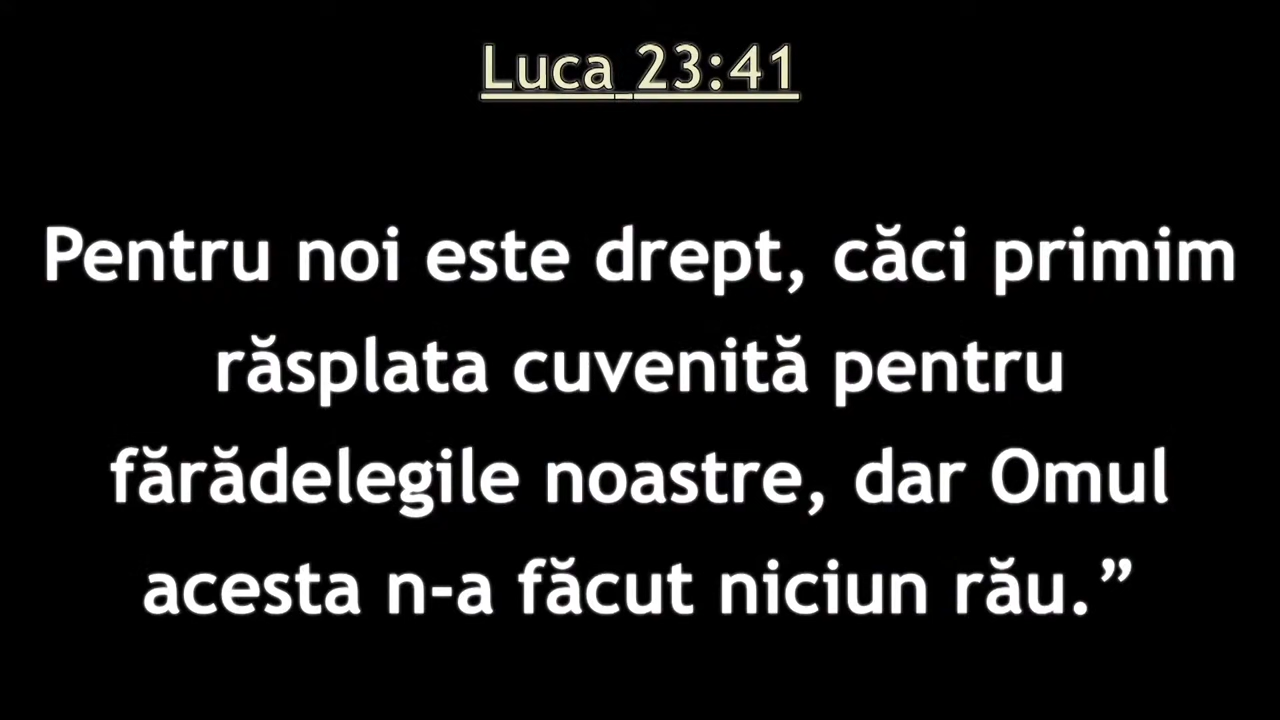 Luca 23:41
Pentru noi este drept, căci primim
răsplata cuvenită pentru
fărădelegile noastre, dar Omul
acesta n-a făcut niciun rău.”